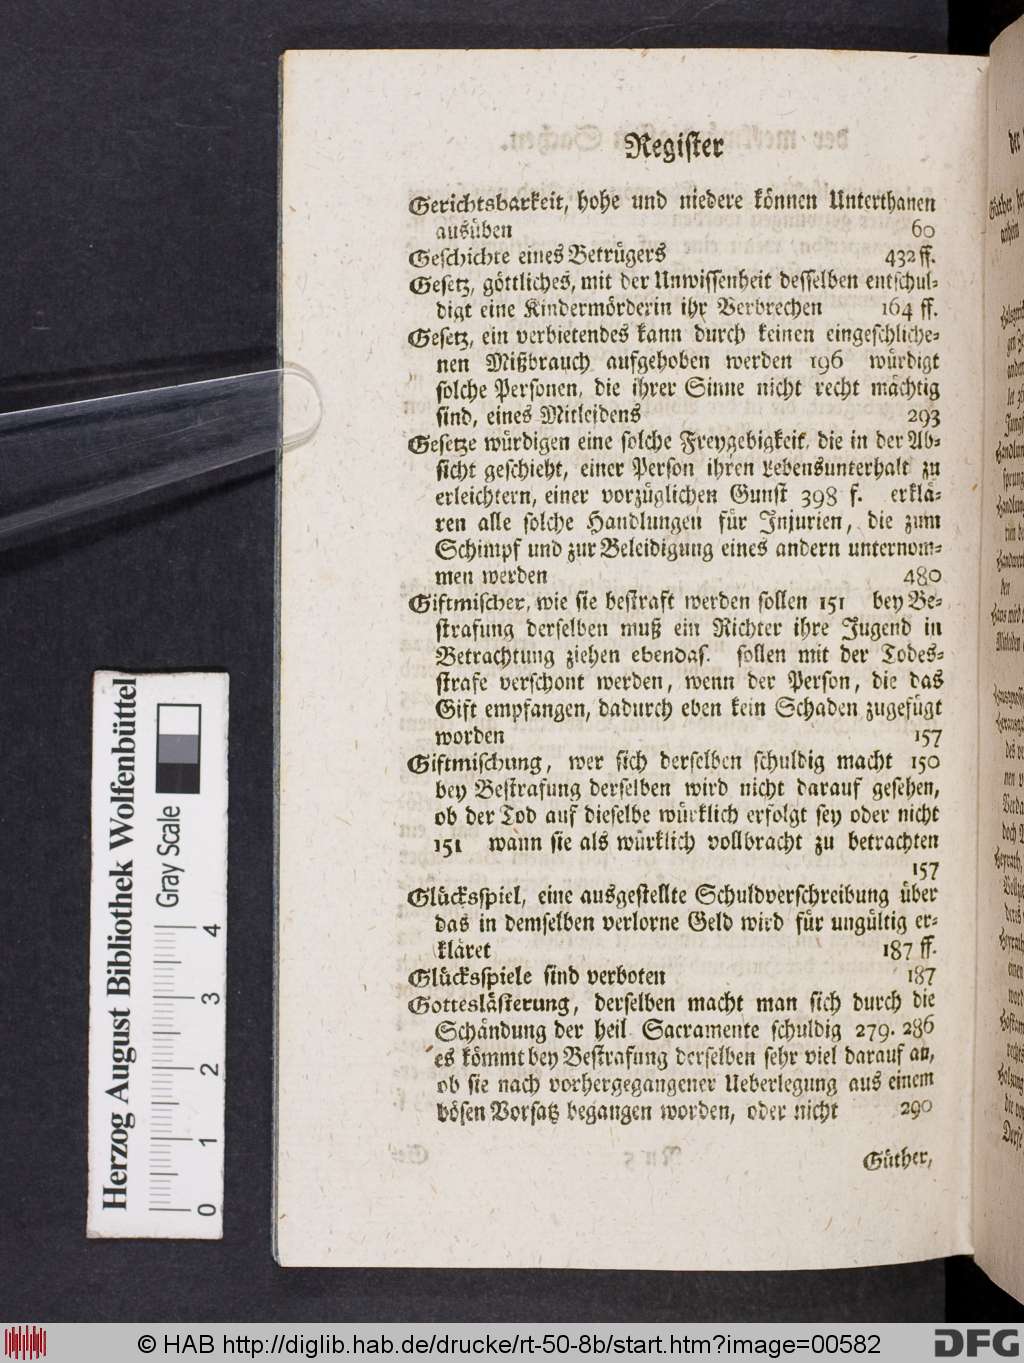 Register
Gerichtsbarkeit, hohe und niedere können Unterthanen
ausüben 60
Geschichte eines Betrügers 432 ff.
Gesetz, göttliches, mit der Unwissenheit desselben entschul-
digt eine Kindermörderin ihr Verbrechen 164 ff.
Gesetz, ein verbietendes kann durch keinen eingeschliche-
nen Mißbrauch aufgehoben werden 196 würdigt
solche Personen, die ihrer Sinne nicht recht mächtig
sind, eines Mitleidens 293
Gesetze würdigen eine solche Freygebigkeit, die in der Ab-
sicht geschieht, einer Person ihren Lebensunterhalt zu
erleichtern, einer vorzüglichen Gunst 398 f. erklä-
ren alle solche Handlungen für Injurien, die zum
Schimpf und zur Beleidigung eines andern unternom-
men werden 480
Giftmischer, wie sie bestraft werden sollen 151 bey Be-
strafung derselben muß ein Richter ihre Jugend in
Betrachtung ziehen ebendas. sollen mit der Todes-
strafe verschont werden, wenn der Person, die das
Gift empfangen, dadurch eben kein Schaden zugefügt
worden 157
Giftmischung, wer sich derselben schuldig macht 150
bey Bestrafung derselben wird nicht darauf gesehen,
ob der Tod auf dieselbe würklich erfolgt sey oder nicht
151 wann sie als würklich vollbracht zu betrachten
157
Glücksspiel, eine ausgestellte Schuldverschreibung über
das in demselben verlorne Geld wird für ungültig er-
kläret 187 ff.
Glücksspiele sind verboten 187
Gotteslästerung, derselben macht man sich durch die
Schändung der heil Sacramente schuldig 279. 286
es kömmt bey Bestrafung derselben sehr viel darauf an,
ob sie nach vorhergegangener Ueberlegung aus einem
bösen Vorsatz begangen worden, oder nicht 290
Güther,
Herzog August Bibliothek Wolfenbüttel
Gray Scale
0 1 2 3 4
© HAB http://diglib.hab.de/drucke/rt-50-8b/start.htm?image=00582
DFG